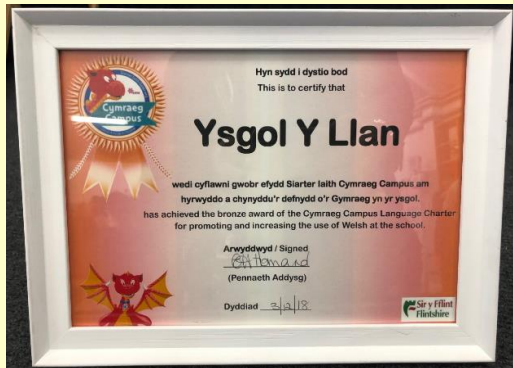 Cymraeg
Campus
Hyn sydd i dystio bod
This is to certify that
Ysgol Y Llan
wedi cyflawni gwobr efydd Siarter Iaith Cymraeg Campus am
hyrwyddo a chynyddu'r defnydd o'r Gymraeg yn yr ysgol.
has achieved the bronze award of the Cymraeg Campus Language Charter
for promoting and increasing the use of Welsh at the school.
Arwyddwyd / Signed
(Pennaeth Addysg)
Dyddiad 3/12/18
Sir y Fflint
Flintshire